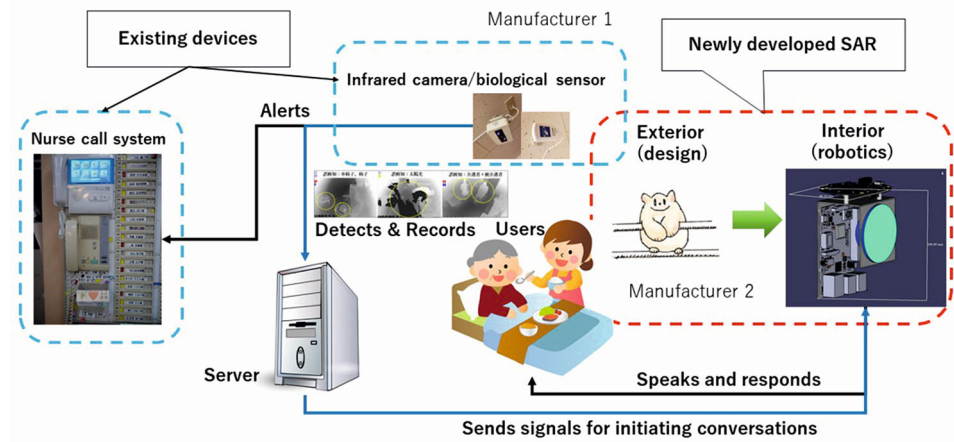 Manufacturer 1
Existing devices
Newly developed SAR
Infrared camera/biological sensor
Alerts
Nurse call system
Exterior
(design)
Interior
(robotics)
Detects & Records
Users
Manufacturer 2
Server
Speaks and responds
Sends signals for initiating conversations